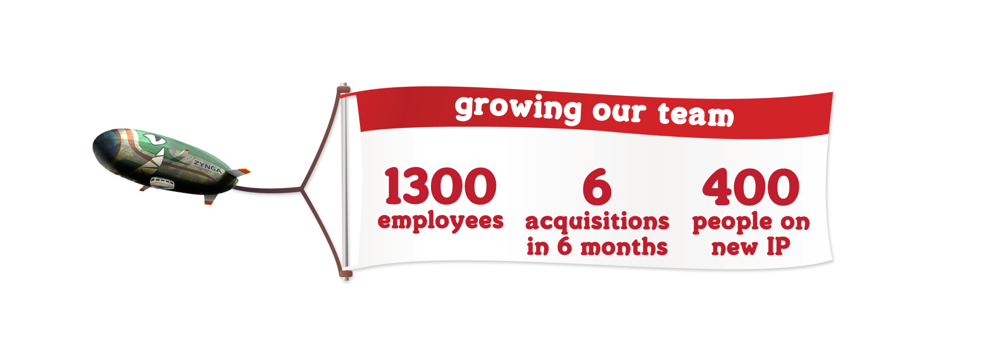 growing our team
ZYNGA
1300
employees
6
acquisitions
in 6 months
400
people on
new IP